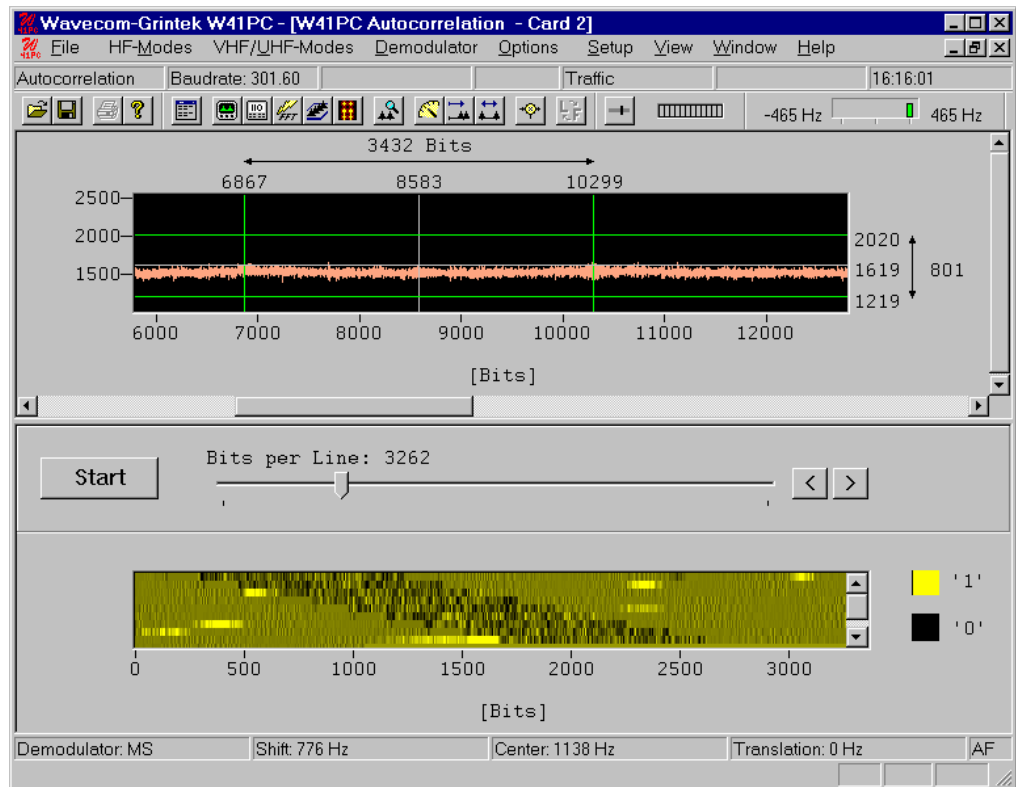 Wavecom-Grintek W41PC - [W41PC Autocorrelation - Card 2]
File HF-Modes VHF/UHF-Modes Demodulator Options Setup View Window Help
Autocorrelation Baudrate: 301.60 Traffic 16:16:01
-465 Hz 465 Hz
3432 Bits
6867 8583 10299
2500
2000
1500
2020
1619 801
1219
6000 7000 8000 9000 10000 11000 12000
[Bits]
Start
Bits per Line: 3262
< >
'1'
'0'
0 500 1000 1500 2000 2500 3000
[Bits]
Demodulator: MS Shift: 776 Hz Center: 1138 Hz Translation: 0 Hz AF